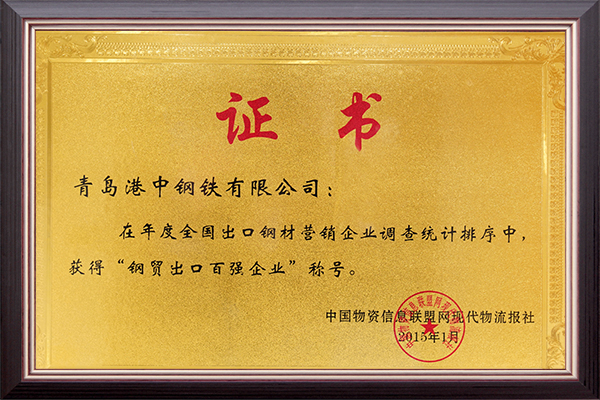 证书
青岛港中钢铁有限公司：
在年度全国出口钢材营销企业调查统计排序中，
获得“钢贸出口百强企业”称号。
中国物资信息联盟网现代物流报社
2015年1月